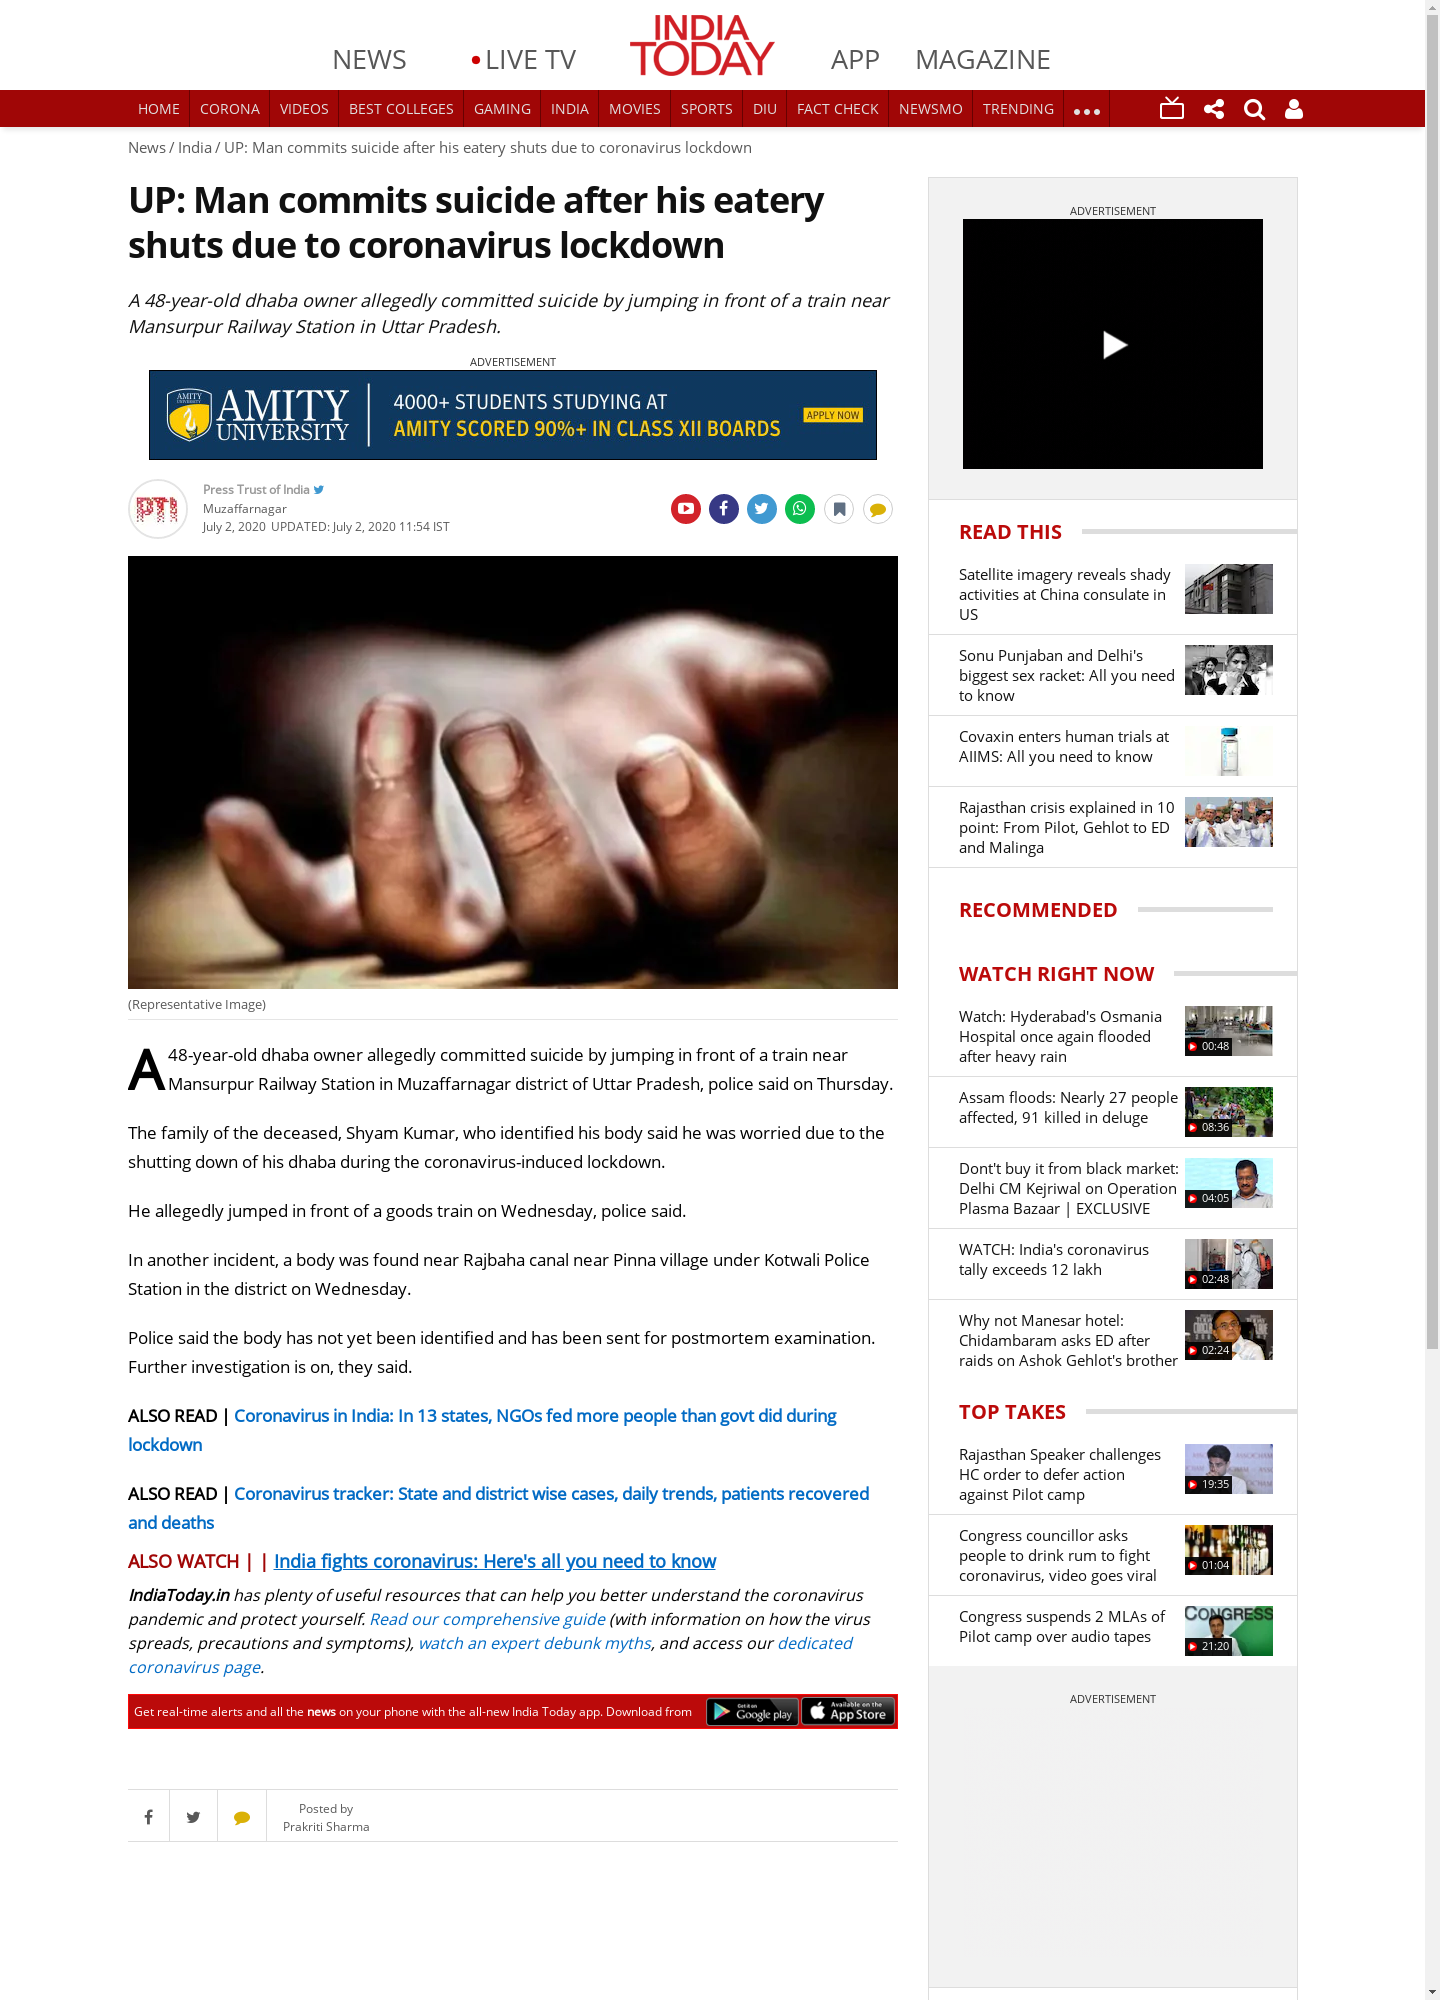 NEWS
LIVE TV
INDIA
TODAY
APP
MAGAZINE
HOME CORONA VIDEOS BEST COLLEGES GAMING INDIA MOVIES SPORTS DIU FACT CHECK NEWSMO TRENDING
News / India / UP: Man commits suicide after his eatery shuts due to coronavirus lockdown
UP: Man commits suicide after his eatery
shuts due to coronavirus lockdown
A 48-year-old dhaba owner allegedly committed suicide by jumping in front of a train near
Mansurpur Railway Station in Uttar Pradesh.
ADVERTISEMENT
AMITY
UNIVERSITY
AMITY
UNIVERSITY
4000+ STUDENTS STUDYING AT
AMITY SCORED 90%+ IN CLASS XII BOARDS
APPLY NOW
PTI
Press Trust of India
Muzaffarnagar
July 2, 2020 UPDATED: July 2, 2020 11:54 IST
(Representative Image)
A 48-year-old dhaba owner allegedly committed suicide by jumping in front of a train near
Mansurpur Railway Station in Muzaffarnagar district of Uttar Pradesh, police said on Thursday.
The family of the deceased, Shyam Kumar, who identified his body said he was worried due to the
shutting down of his dhaba during the coronavirus-induced lockdown.
He allegedly jumped in front of a goods train on Wednesday, police said.
In another incident, a body was found near Rajbaha canal near Pinna village under Kotwali Police
Station in the district on Wednesday.
Police said the body has not yet been identified and has been sent for postmortem examination.
Further investigation is on, they said.
ALSO READ | Coronavirus in India: In 13 states, NGOs fed more people than govt did during
lockdown
ALSO READ | Coronavirus tracker: State and district wise cases, daily trends, patients recovered
and deaths
ALSO WATCH | | India fights coronavirus: Here's all you need to know
IndiaToday.in has plenty of useful resources that can help you better understand the coronavirus
pandemic and protect yourself. Read our comprehensive guide (with information on how the virus
spreads, precautions and symptoms), watch an expert debunk myths, and access our dedicated
coronavirus page.
Get real-time alerts and all the news on your phone with the all-new India Today app. Download from
Get it on
Google play
Available on the
App Store
Posted by
Prakriti Sharma
ADVERTISEMENT
READ THIS
Satellite imagery reveals shady
activities at China consulate in
US
Sonu Punjaban and Delhi's
biggest sex racket: All you need
to know
Covaxin enters human trials at
AIIMS: All you need to know
Rajasthan crisis explained in 10
point: From Pilot, Gehlot to ED
and Malinga
RECOMMENDED
WATCH RIGHT NOW
Watch: Hyderabad's Osmania
Hospital once again flooded
after heavy rain
00:48
Assam floods: Nearly 27 people
affected, 91 killed in deluge
08:36
Dont't buy it from black market:
Delhi CM Kejriwal on Operation
Plasma Bazaar | EXCLUSIVE
04:05
WATCH: India's coronavirus
tally exceeds 12 lakh
02:48
Why not Manesar hotel:
Chidambaram asks ED after
raids on Ashok Gehlot's brother
02:24
TOP TAKES
Rajasthan Speaker challenges
HC order to defer action
against Pilot camp
19:35
Congress councillor asks
people to drink rum to fight
coronavirus, video goes viral
01:04
Congress suspends 2 MLAs of
Pilot camp over audio tapes
CONGRESS
21:20
ADVERTISEMENT